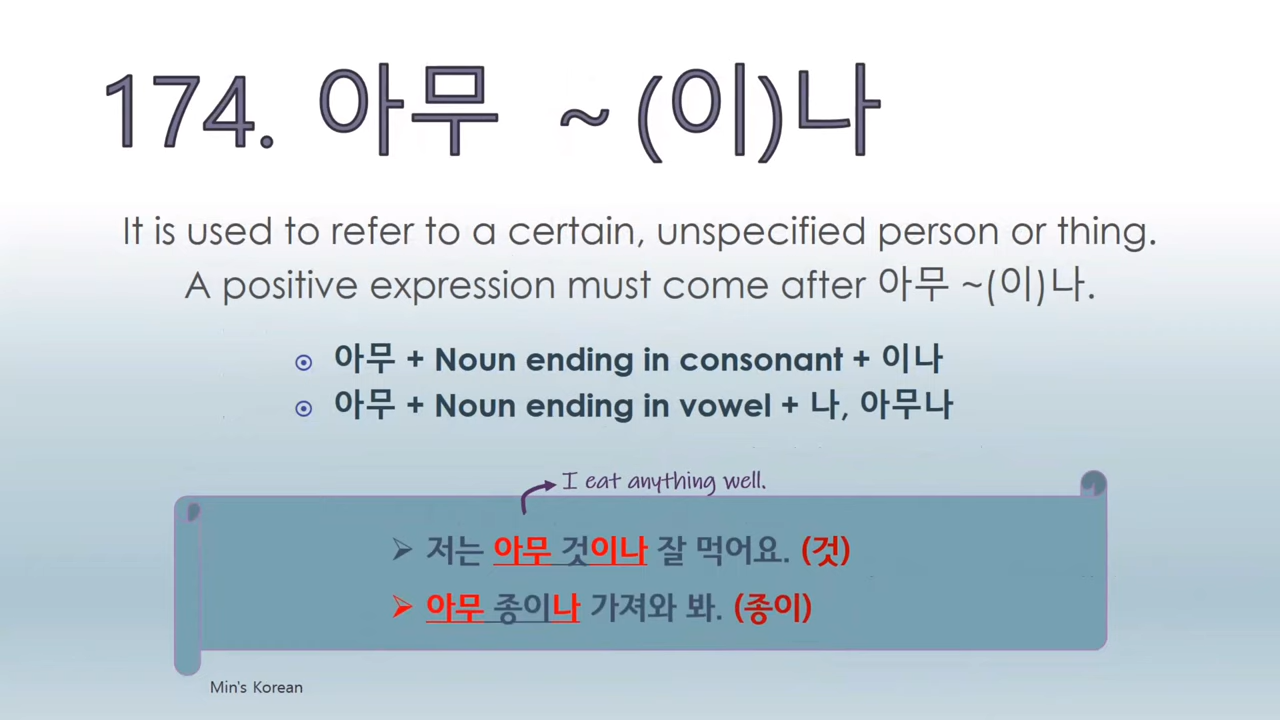 174. 아무 ~(이)나
It is used to refer to a certain, unspecified person or thing.
A positive expression must come after 아무 ~(이)나.
아무 + Noun ending in consonant + 이나
아무 + Noun ending in vowel + 나, 아무나
I eat anything well.
저는 아무 것이나 잘 먹어요. (것)
아무 종이나 가져와 봐. (종이)
Min's Korean